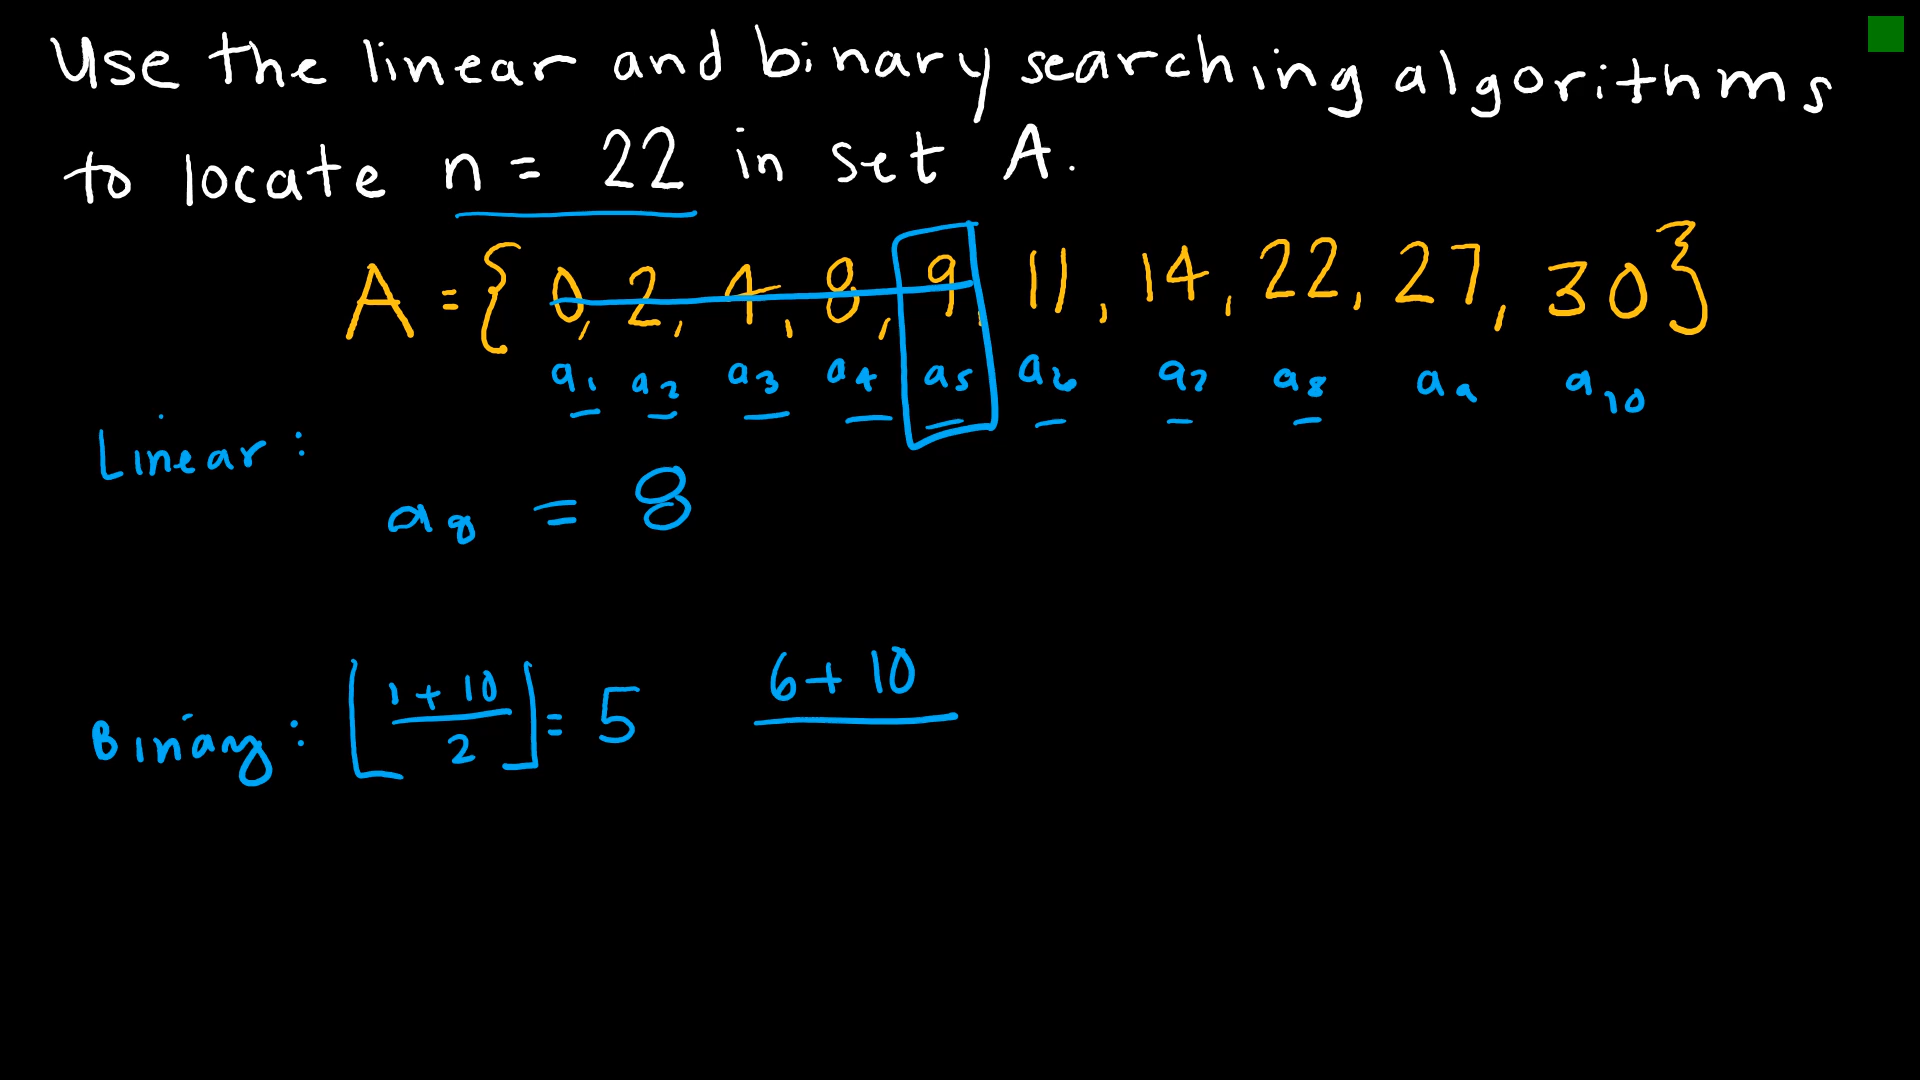 Use the linear and binary searching algorithms
to locate n = 22 in set A.
A = {0, 2, 4, 8, 9, 11, 14, 22, 27, 30}
a1 a2 a3 a4 a5 a6 a7 a8 a9 a10
Linear:
a8 = 8
Binary: ⌊(1+10)/2⌋ = 5 6+10